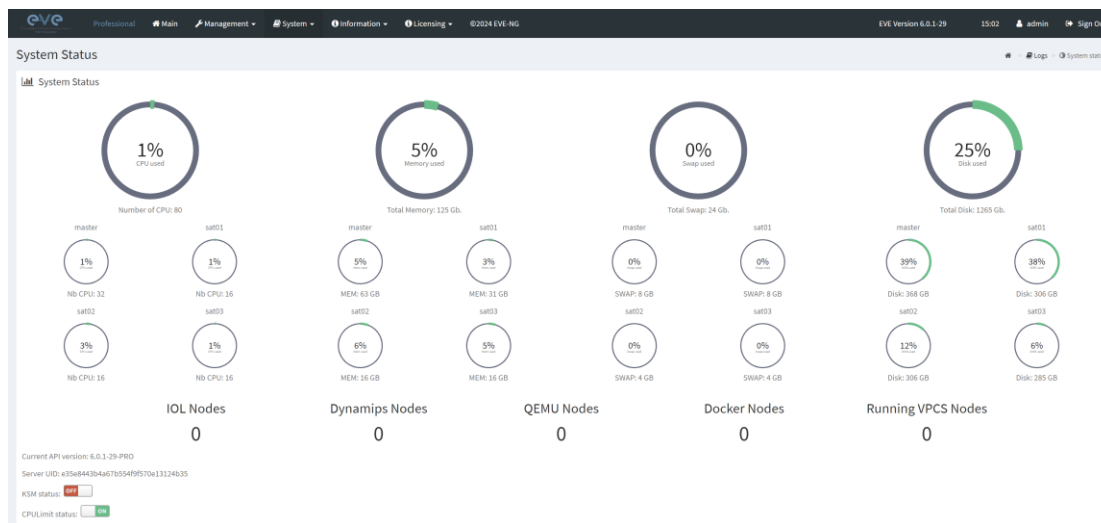 eve
Professional Main Management System Information Licensing ©2024 EVE-NG EVE Version 6.0.1-29 15:02 admin Sign
System Status Logs System
System Status
1% 5% 0% 25%
CPU used Memory used Swap used Disk used
Number of CPU: 80 Total Memory: 125 Gb. Total Swap: 24 Gb. Total Disk: 1265 Gb.
master sat01 master sat01 master sat01 master sat01
1% 1% 5% 3% 0% 0% 39% 38%
Nb CPU: 32 Nb CPU: 16 MEM: 63 GB MEM: 31 GB SWAP: 8 GB SWAP: 8 GB Disk: 368 GB Disk: 306 GB
sat02 sat03 sat02 sat03 sat02 sat03 sat02 sat03
3% 1% 6% 5% 0% 0% 12% 6%
Nb CPU: 16 Nb CPU: 16 MEM: 16 GB MEM: 16 GB SWAP: 4 GB SWAP: 4 GB Disk: 306 GB Disk: 285 GB
IOL Nodes Dynamips Nodes QEMU Nodes Docker Nodes Running VPCS Nodes
0 0 0 0 0
Current API version: 6.0.1-29-PRO
Server UID: e35e8443b4a67b554f9f570e13124b35
KSM status: OFF
CPULimit status: ON